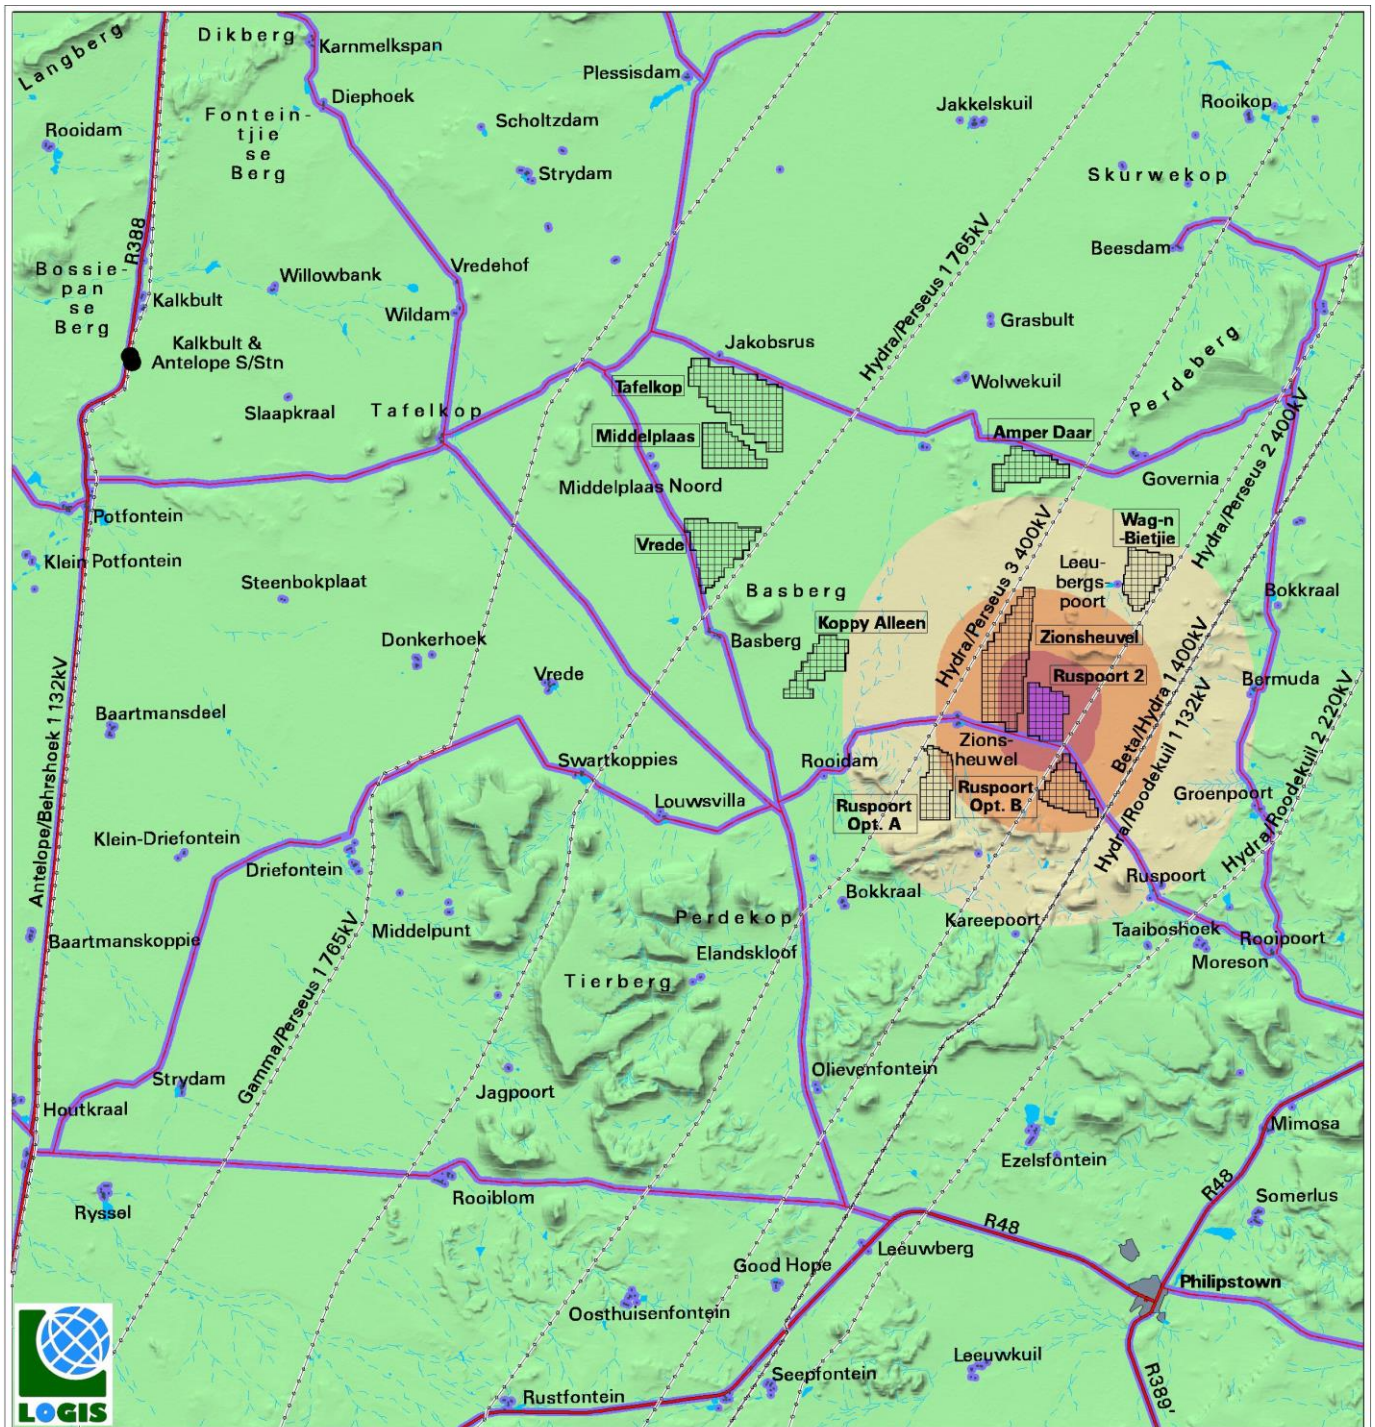 Langberg
Dikberg
Karnmelkspan
Plessisdam
Diephoek
Fontein-
tjie
se
Berg
Scholtzdam
Jakkelskuil
Rooikop
Rooidam
Strydam
Skurwekop
R388
Beesdam
Bossie-
pan
se
Berg
Willowbank
Vredehof
Hydra/Perseus 1 765kV
Kalkbult
Wildam
Grasbult
Kalkbult &
Antelope S/Stn
Jakobsrus
Perdeberg
Tafelkop
Wolwekuil
Slaapkraal
Tafelkop
Middelplaas
Amper Daar
Hydra/Perseus 2 400kV
Middelplaas Noord
Governia
Potfontein
Wag-n
-Bietjie
Vrede
Hydra/Perseus 3 400kV
Klein Potfontein
Leeu-
bergs-
poort
Steenbokplaat
Basberg
Bokkraal
Koppy Alleen
Donkerhoek
Basberg
Zionsheuvel
Antelope/Behrshoek 1 132kV
Vrede
Ruspoort 2
Bermuda
Beta/Hydra 1 400kV
Baartmansdeel
Zions-
heuwel
Swartkoppies
Rooidam
Hydra/Roodekuil 1 132kV
Hydra/Roodekuil 2 220kV
Louwsvilla
Ruspoort
Opt. A
Ruspoort
Opt. B
Groenpoort
Klein-Driefontein
Driefontein
Ruspoort
Bokkraal
Perdekop
Kareepoort
Middelpunt
Taaiboshoek
Rooipoort
Baartmanskoppie
Elandskloof
Moreson
Tierberg
Gamma/Perseus 1 765kV
Olievenfontein
Strydam
Jagpoort
Houtkraal
Mimosa
Ezelsfontein
Rooiblom
R48
Somerlus
Ryssel
R48
Leeuwberg
Good Hope
Philipstown
Oosthuisenfontein
Leeuwkuil
Seepfontein
R389'
Rustfontein
LOGIS